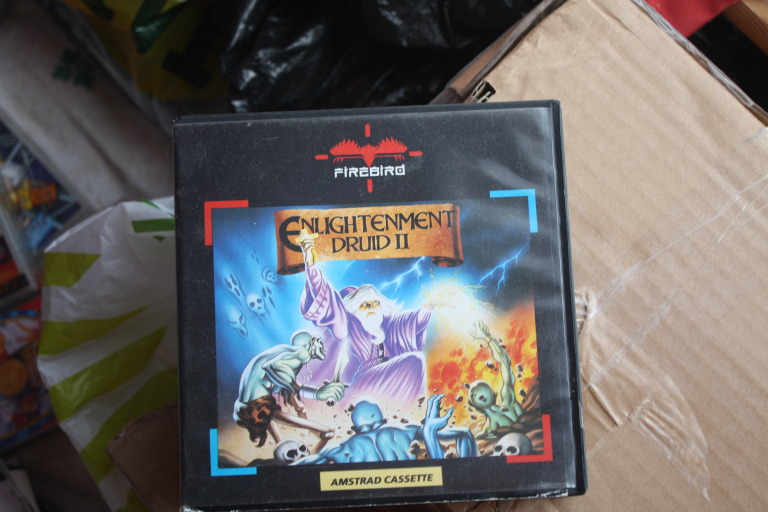 FIREBIRD
ENLIGHTENMENT
DRUID II
AMSTRAD CASSETTE